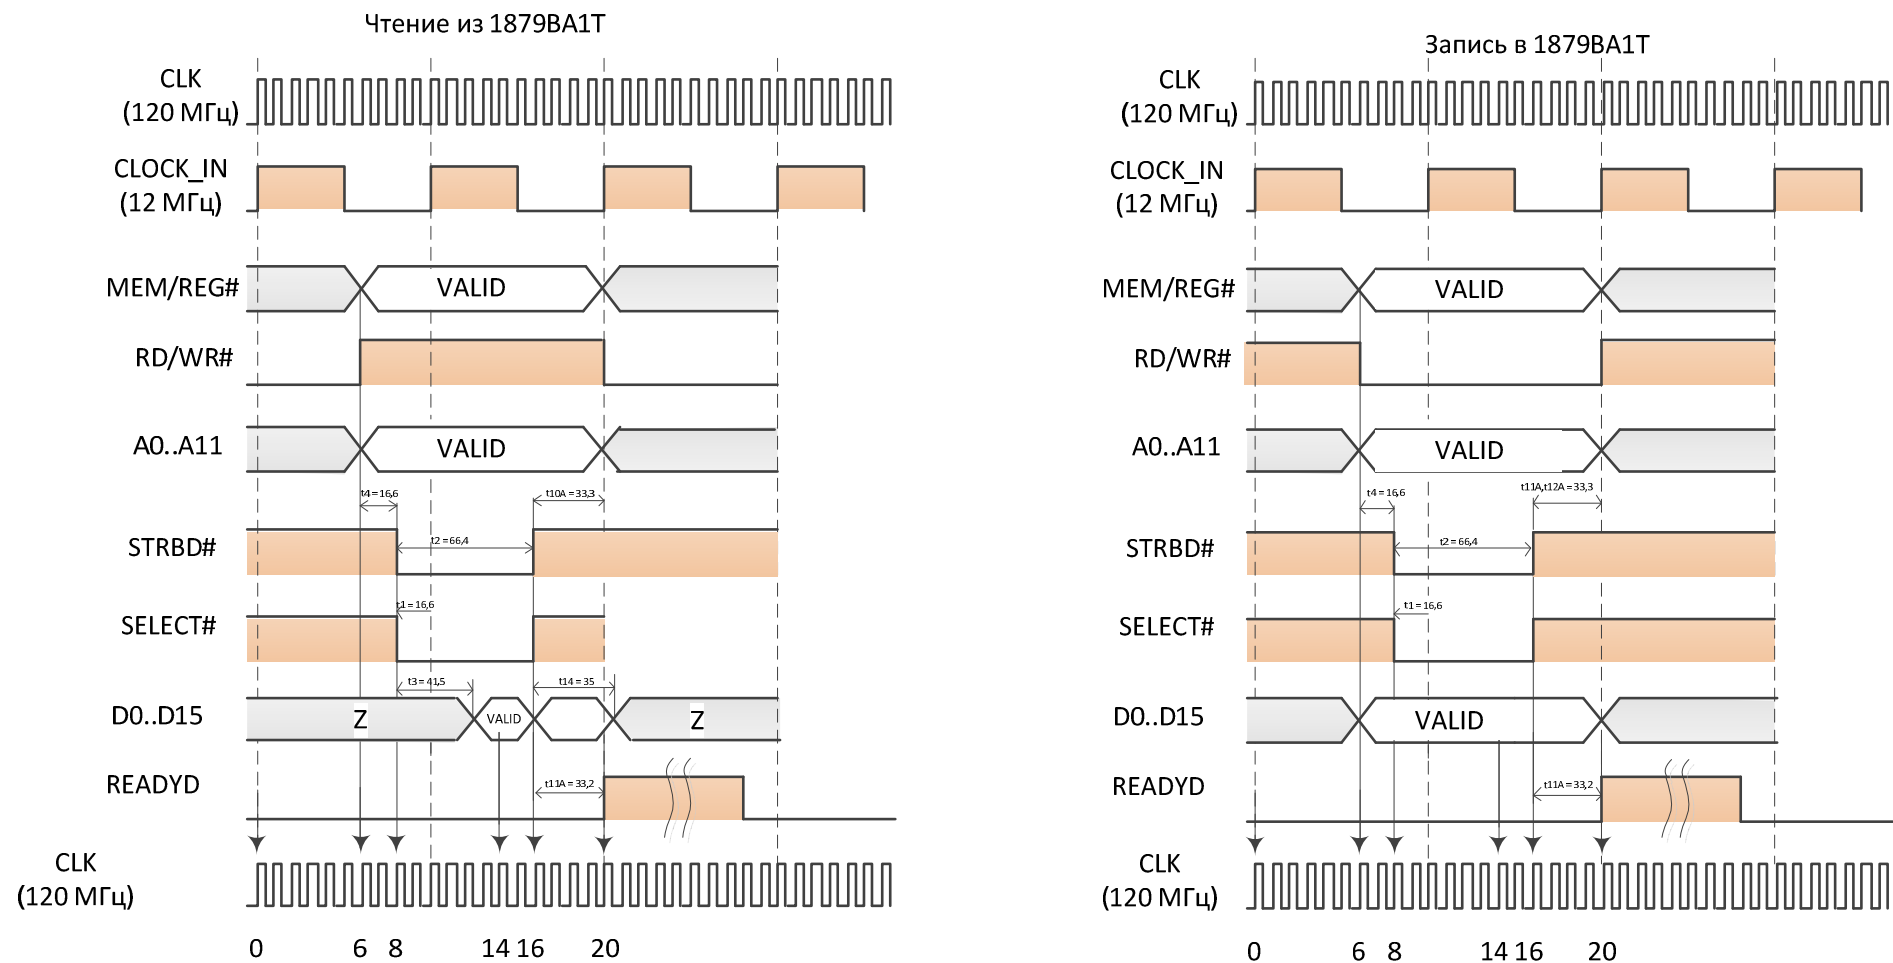 Чтение из 1879ВА1Т
CLK
(120 МГц)
CLOCK_IN
(12 МГц)
MEM/REG#
VALID
RD/WR#
A0..A11
VALID
t4 = 16,6
t10A = 33,3
STRBD#
t2 = 66,4
t1 = 16,6
SELECT#
t3 = 41,5
t14 = 35
D0..D15
Z
VALID
Z
READYD
t11A = 33,2
CLK
(120 МГц)
0
6
8
14
16
20
Запись в 1879ВА1Т
CLK
(120 МГц)
CLOCK_IN
(12 МГц)
MEM/REG#
VALID
RD/WR#
A0..A11
VALID
t4 = 16,6
t11A,t12A = 33,3
STRBD#
t2 = 66,4
t1 = 16,6
SELECT#
D0..D15
VALID
READYD
t11A = 33,2
CLK
(120 МГц)
0
6
8
14
16
20